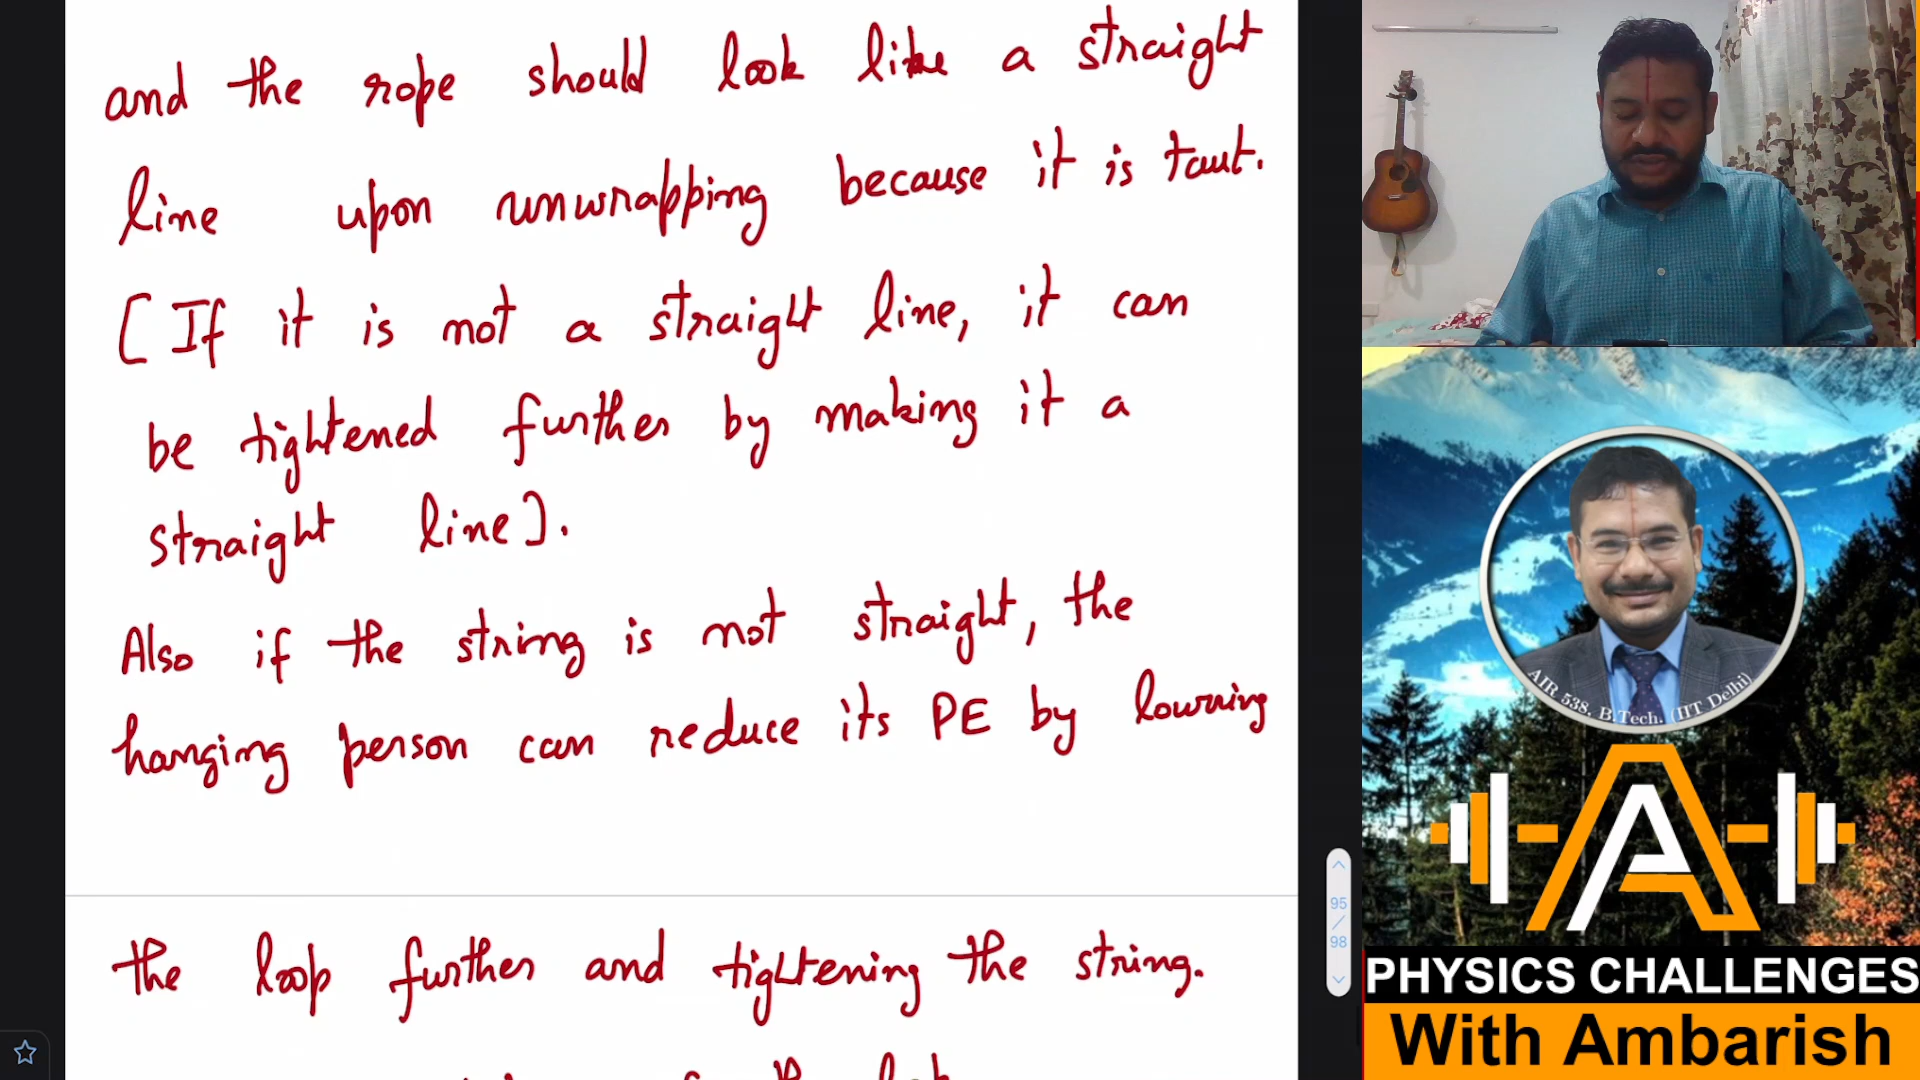 and the rope should look like a straight
line upon unwrapping because it is taut.
[If it is not a straight line, it can
be tightened further by making it a
straight line].
Also if the string is not straight, the
hanging person can reduce its PE by lowering
the loop further and tightening the string.
95
/
98
AIR 538, B.Tech. (IIT Delhi)
A
PHYSICS CHALLENGES
With Ambarish